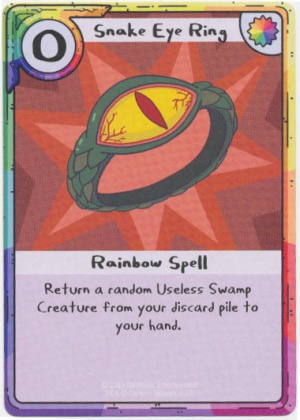 0
Snake Eye Ring
Rainbow Spell
Return a random Useless Swamp
Creature from your discard pile to
your hand.